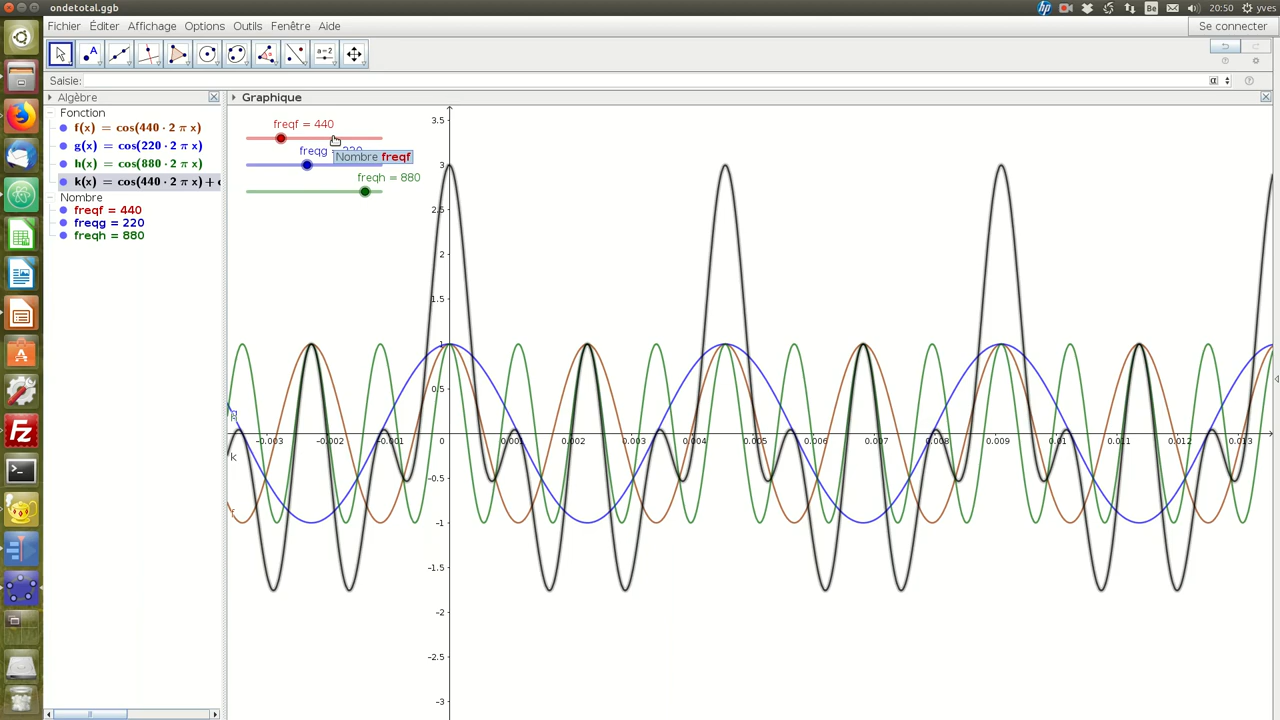 ondetotal.ggb
Be
20:50
yves
Fichier Éditer Affichage Options Outils Fenêtre Aide
Se connecter
A
a=2
Saisie:
α
Algèbre
Graphique
Fonction
f(x) = cos(440 · 2 π x)
g(x) = cos(220 · 2 π x)
h(x) = cos(880 · 2 π x)
k(x) = cos(440 · 2 π x) +
Nombre
freqf = 440
freqg = 220
freqh = 880
freqf = 440
freqg = 220
Nombre freqf
freqh = 880
3.5
3
2.5
2
1.5
1
0.5
-0.003 -0.002 -0.001 0 0.001 0.002 0.003 0.004 0.005 0.006 0.007 0.008 0.009 0.01 0.011 0.012 0.013
-0.5
-1
-1.5
-2
-2.5
-3
g
k
f
hp
A
Fz
>_